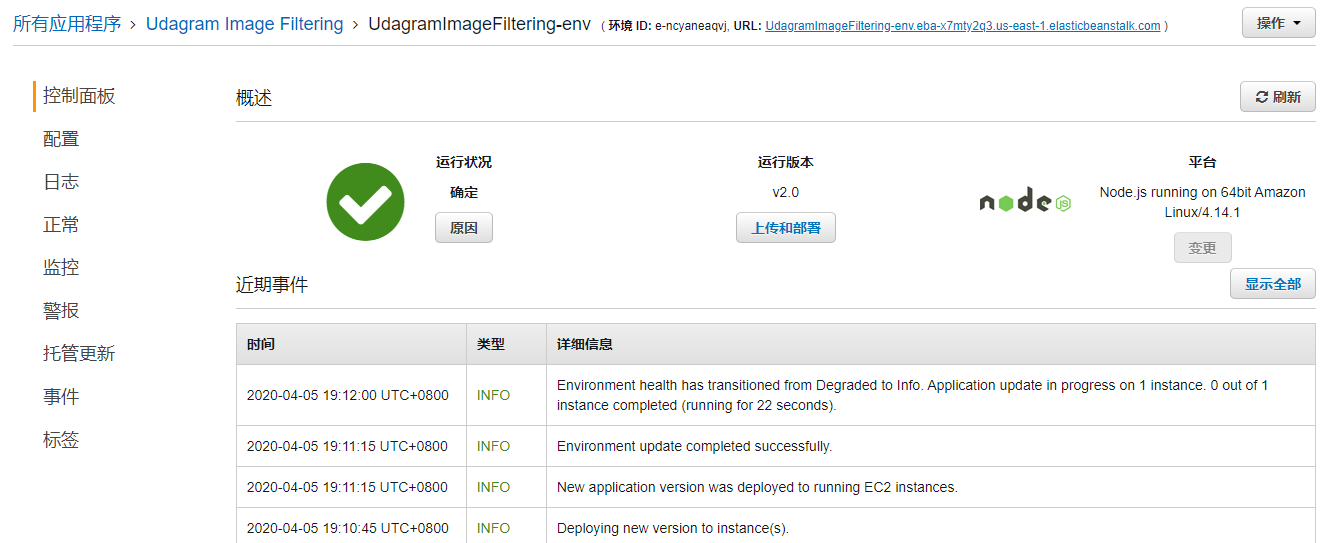 所有应用程序 > Udagram Image Filtering > UdagramImageFiltering-env ( 环境 ID: e-ncyaneaqvj, URL: UdagramImageFiltering-env.eba-x7mty2q3.us-east-1.elasticbeanstalk.com )
操作
控制面板
配置
日志
正常
监控
警报
托管更新
事件
标签
概述
刷新
运行状况
确定
原因
运行版本
v2.0
上传和部署
node
JS
平台
Node.js running on 64bit Amazon
Linux/4.14.1
变更
近期事件
显示全部
时间 类型 详细信息
2020-04-05 19:12:00 UTC+0800 INFO Environment health has transitioned from Degraded to Info. Application update in progress on 1 instance. 0 out of 1
instance completed (running for 22 seconds).
2020-04-05 19:11:15 UTC+0800 INFO Environment update completed successfully.
2020-04-05 19:11:15 UTC+0800 INFO New application version was deployed to running EC2 instances.
2020-04-05 19:10:45 UTC+0800 INFO Deploying new version to instance(s).